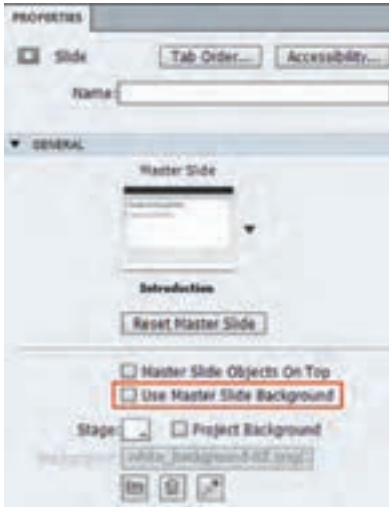 PROPERTIES
Slide Tab Order... Accessibility...
Name:
GENERAL
Master Slide
Introduction
Reset Master Slide
Master Slide Objects On Top
Use Master Slide Background
Stage: Project Background